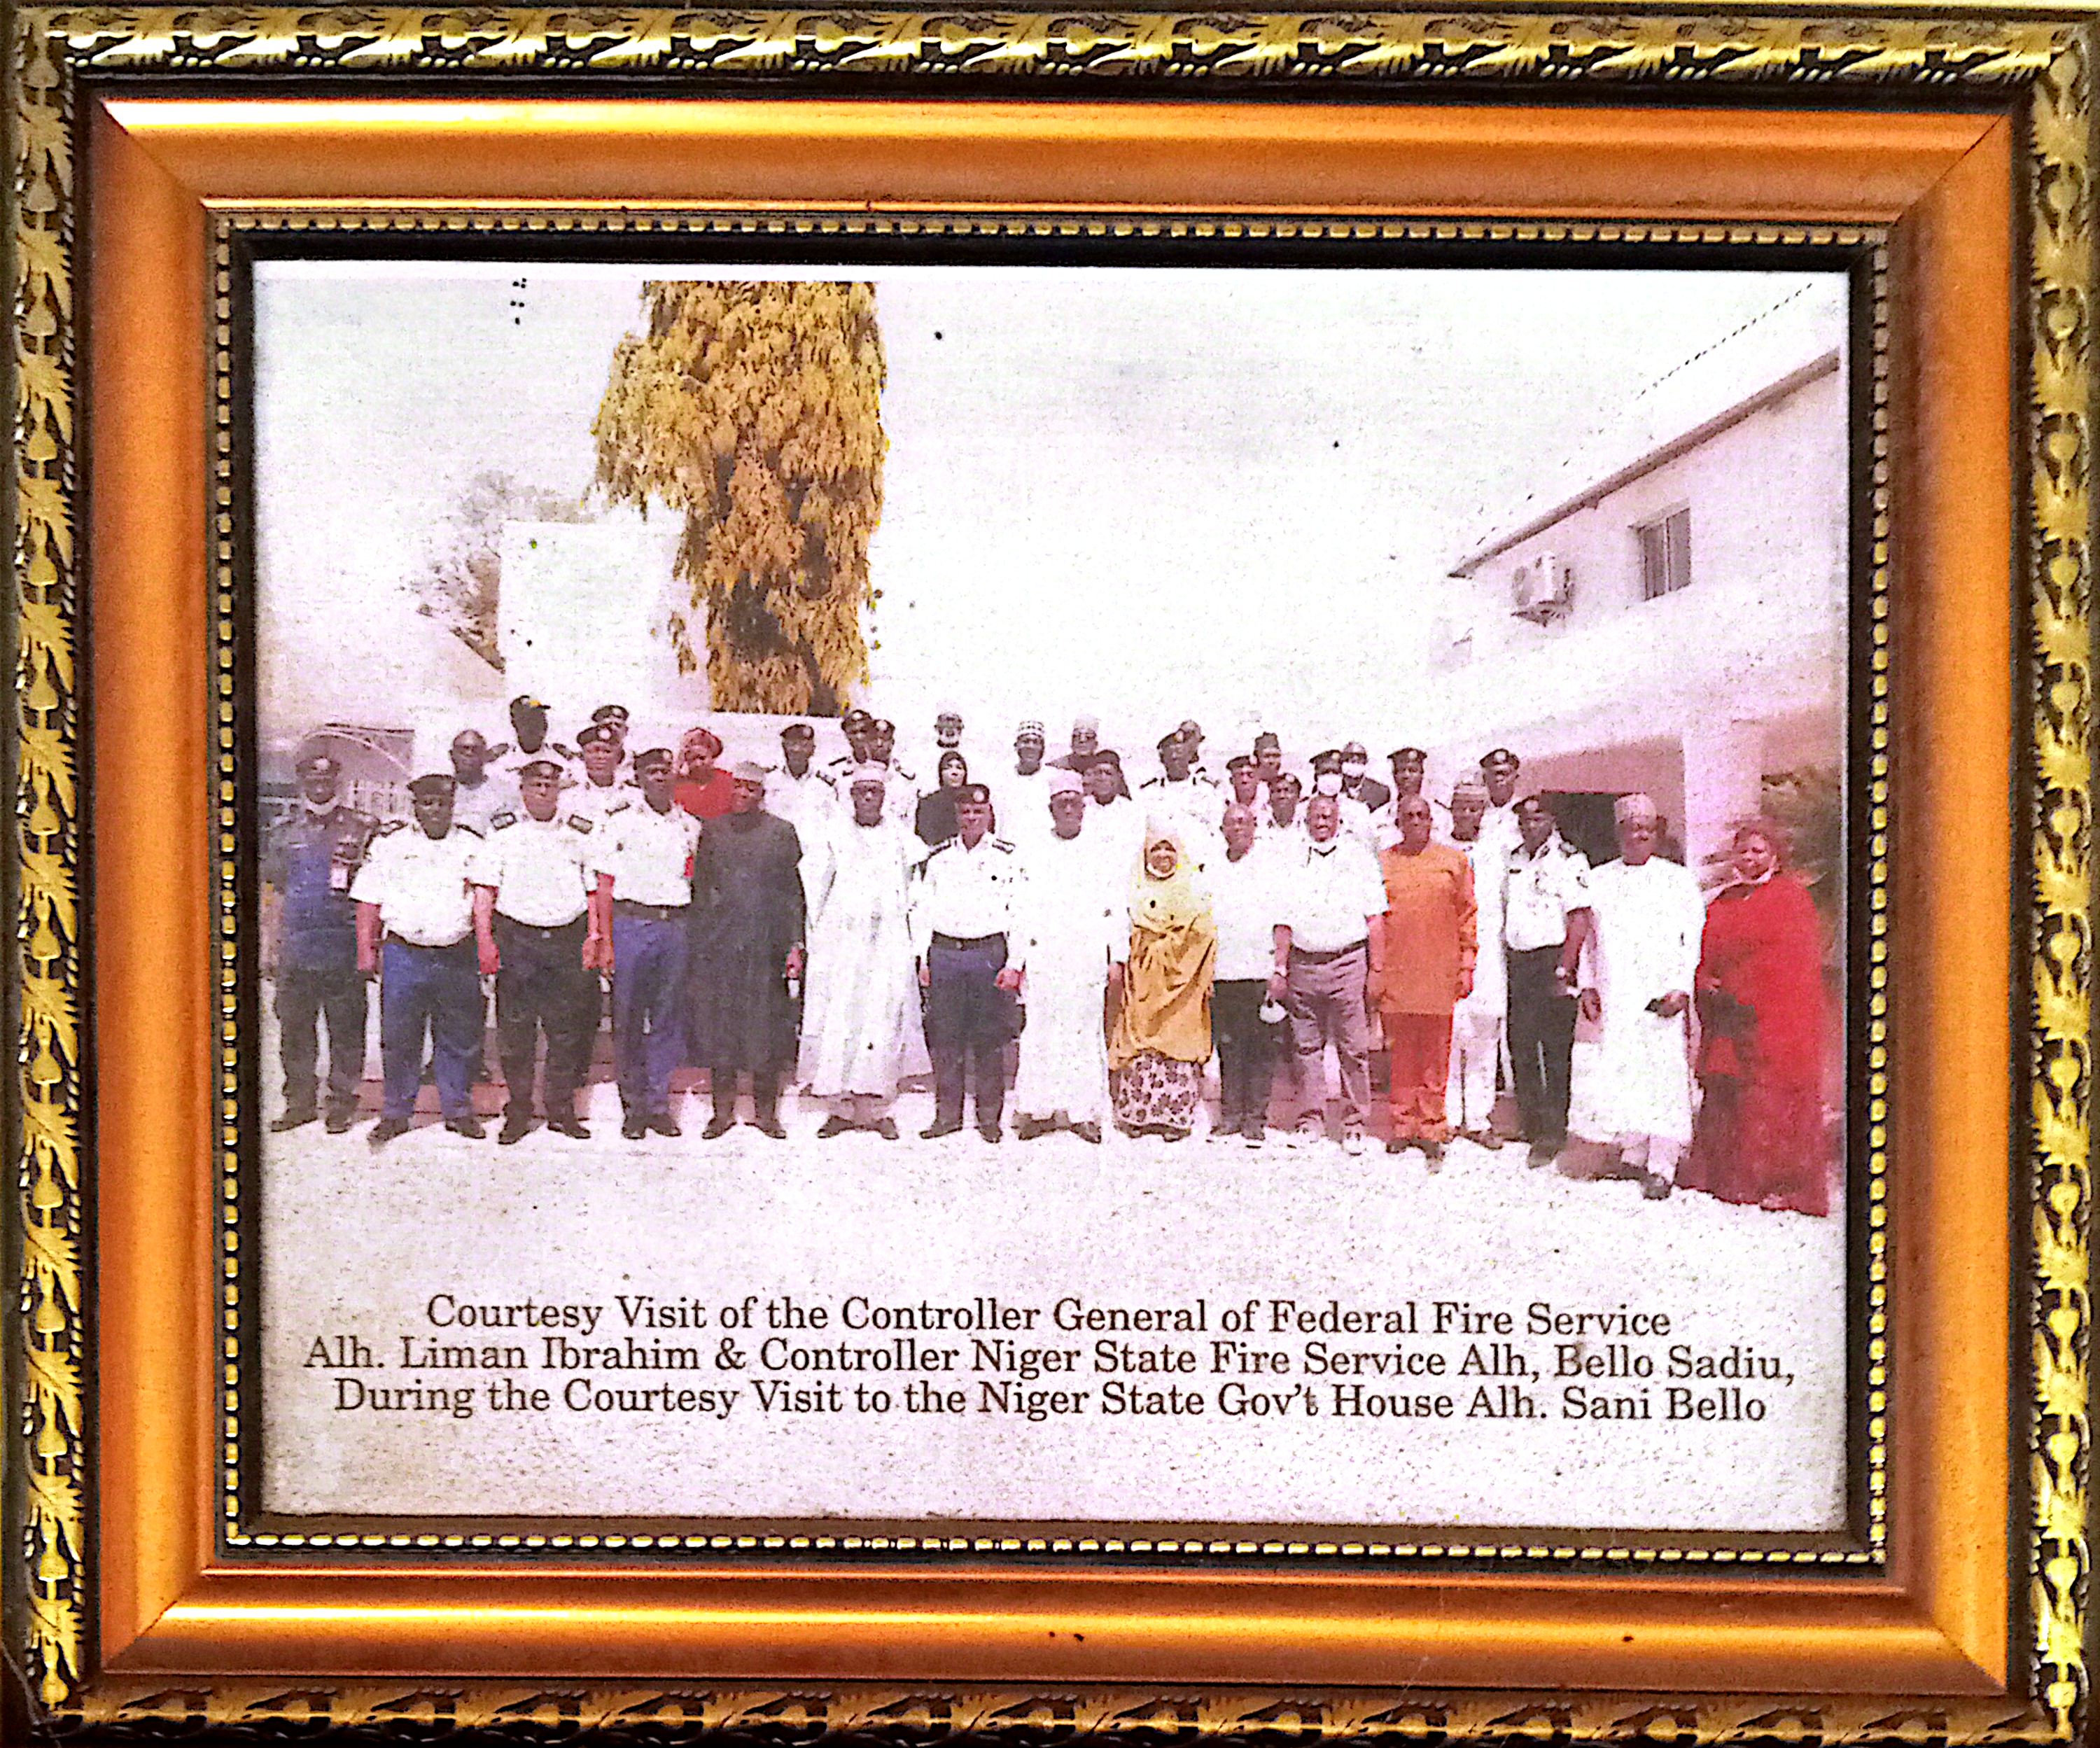 Courtesy Visit of the Controller General of Federal Fire Service
Alh. Liman Ibrahim & Controller Niger State Fire Service Alh, Bello Sadiu,
During the Courtesy Visit to the Niger State Gov't House Alh. Sani Bello